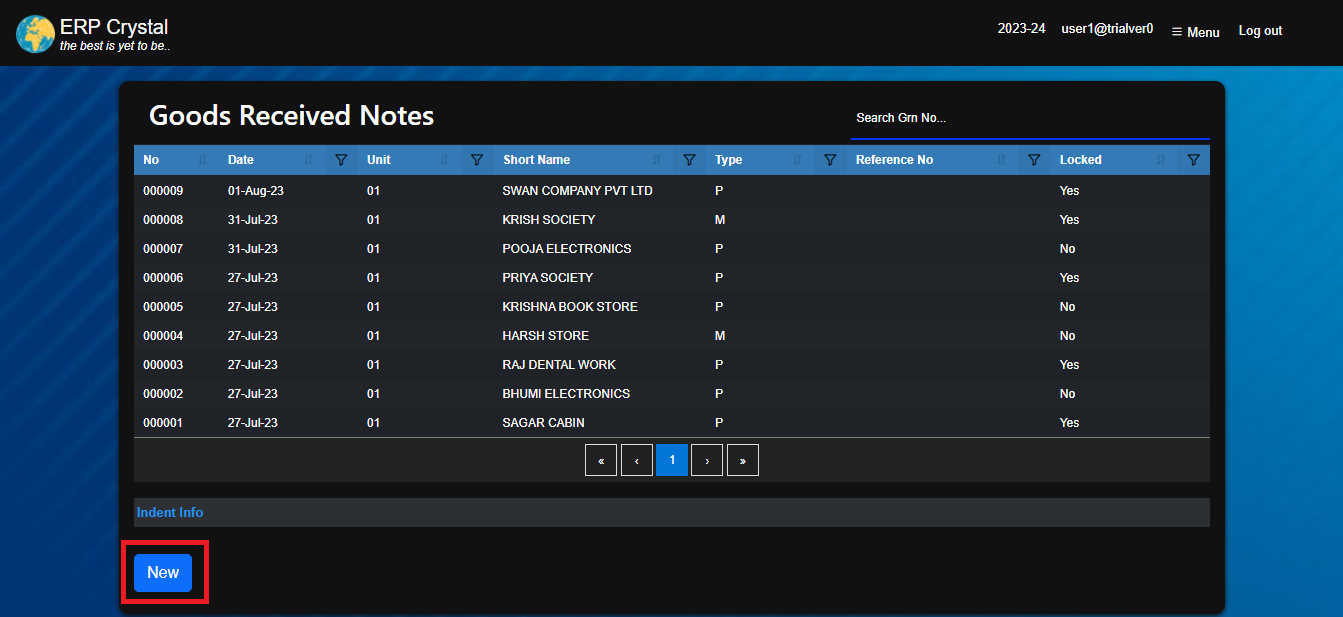 ERP Crystal
the best is yet to be..
2023-24 user1@trialver0 ☰ Menu Log out
Goods Received Notes
Search Grn No...
No Date Unit Short Name Type Reference No Locked
000009 01-Aug-23 01 SWAN COMPANY PVT LTD P Yes
000008 31-Jul-23 01 KRISH SOCIETY M Yes
000007 31-Jul-23 01 POOJA ELECTRONICS P No
000006 27-Jul-23 01 PRIYA SOCIETY P Yes
000005 27-Jul-23 01 KRISHNA BOOK STORE P No
000004 27-Jul-23 01 HARSH STORE M No
000003 27-Jul-23 01 RAJ DENTAL WORK P Yes
000002 27-Jul-23 01 BHUMI ELECTRONICS P No
000001 27-Jul-23 01 SAGAR CABIN P Yes
« ‹ 1 › »
Indent Info
New